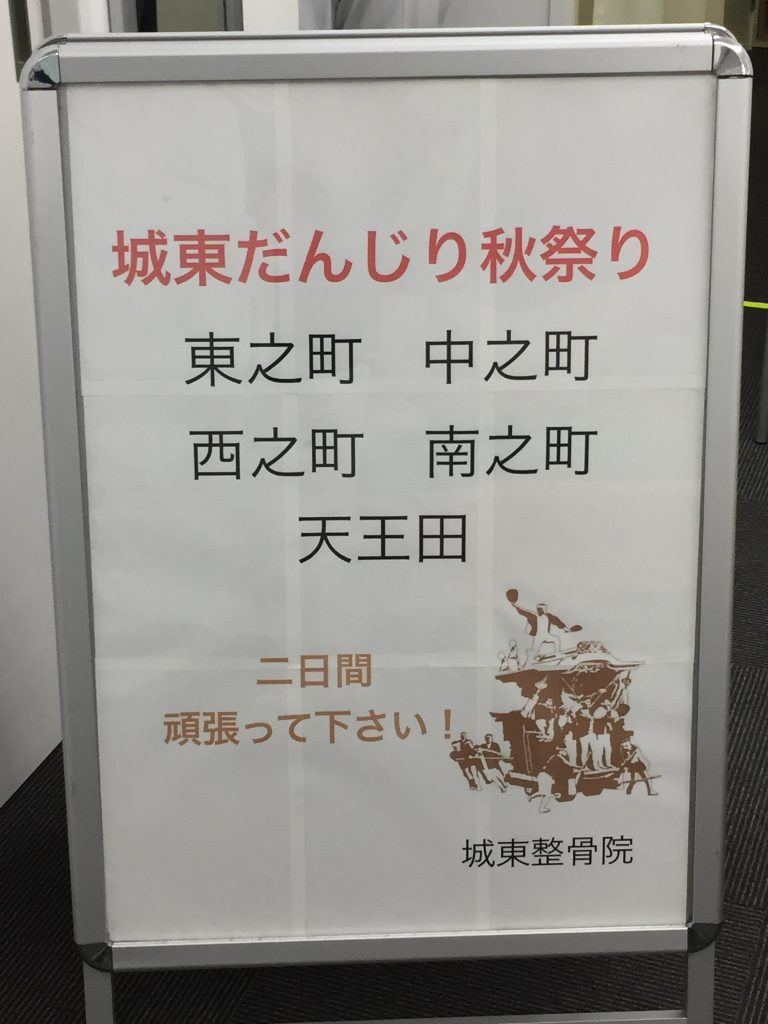 城東だんじり秋祭り
東之町　中之町
西之町　南之町
天王田
二日間
頑張って下さい！
城東整骨院